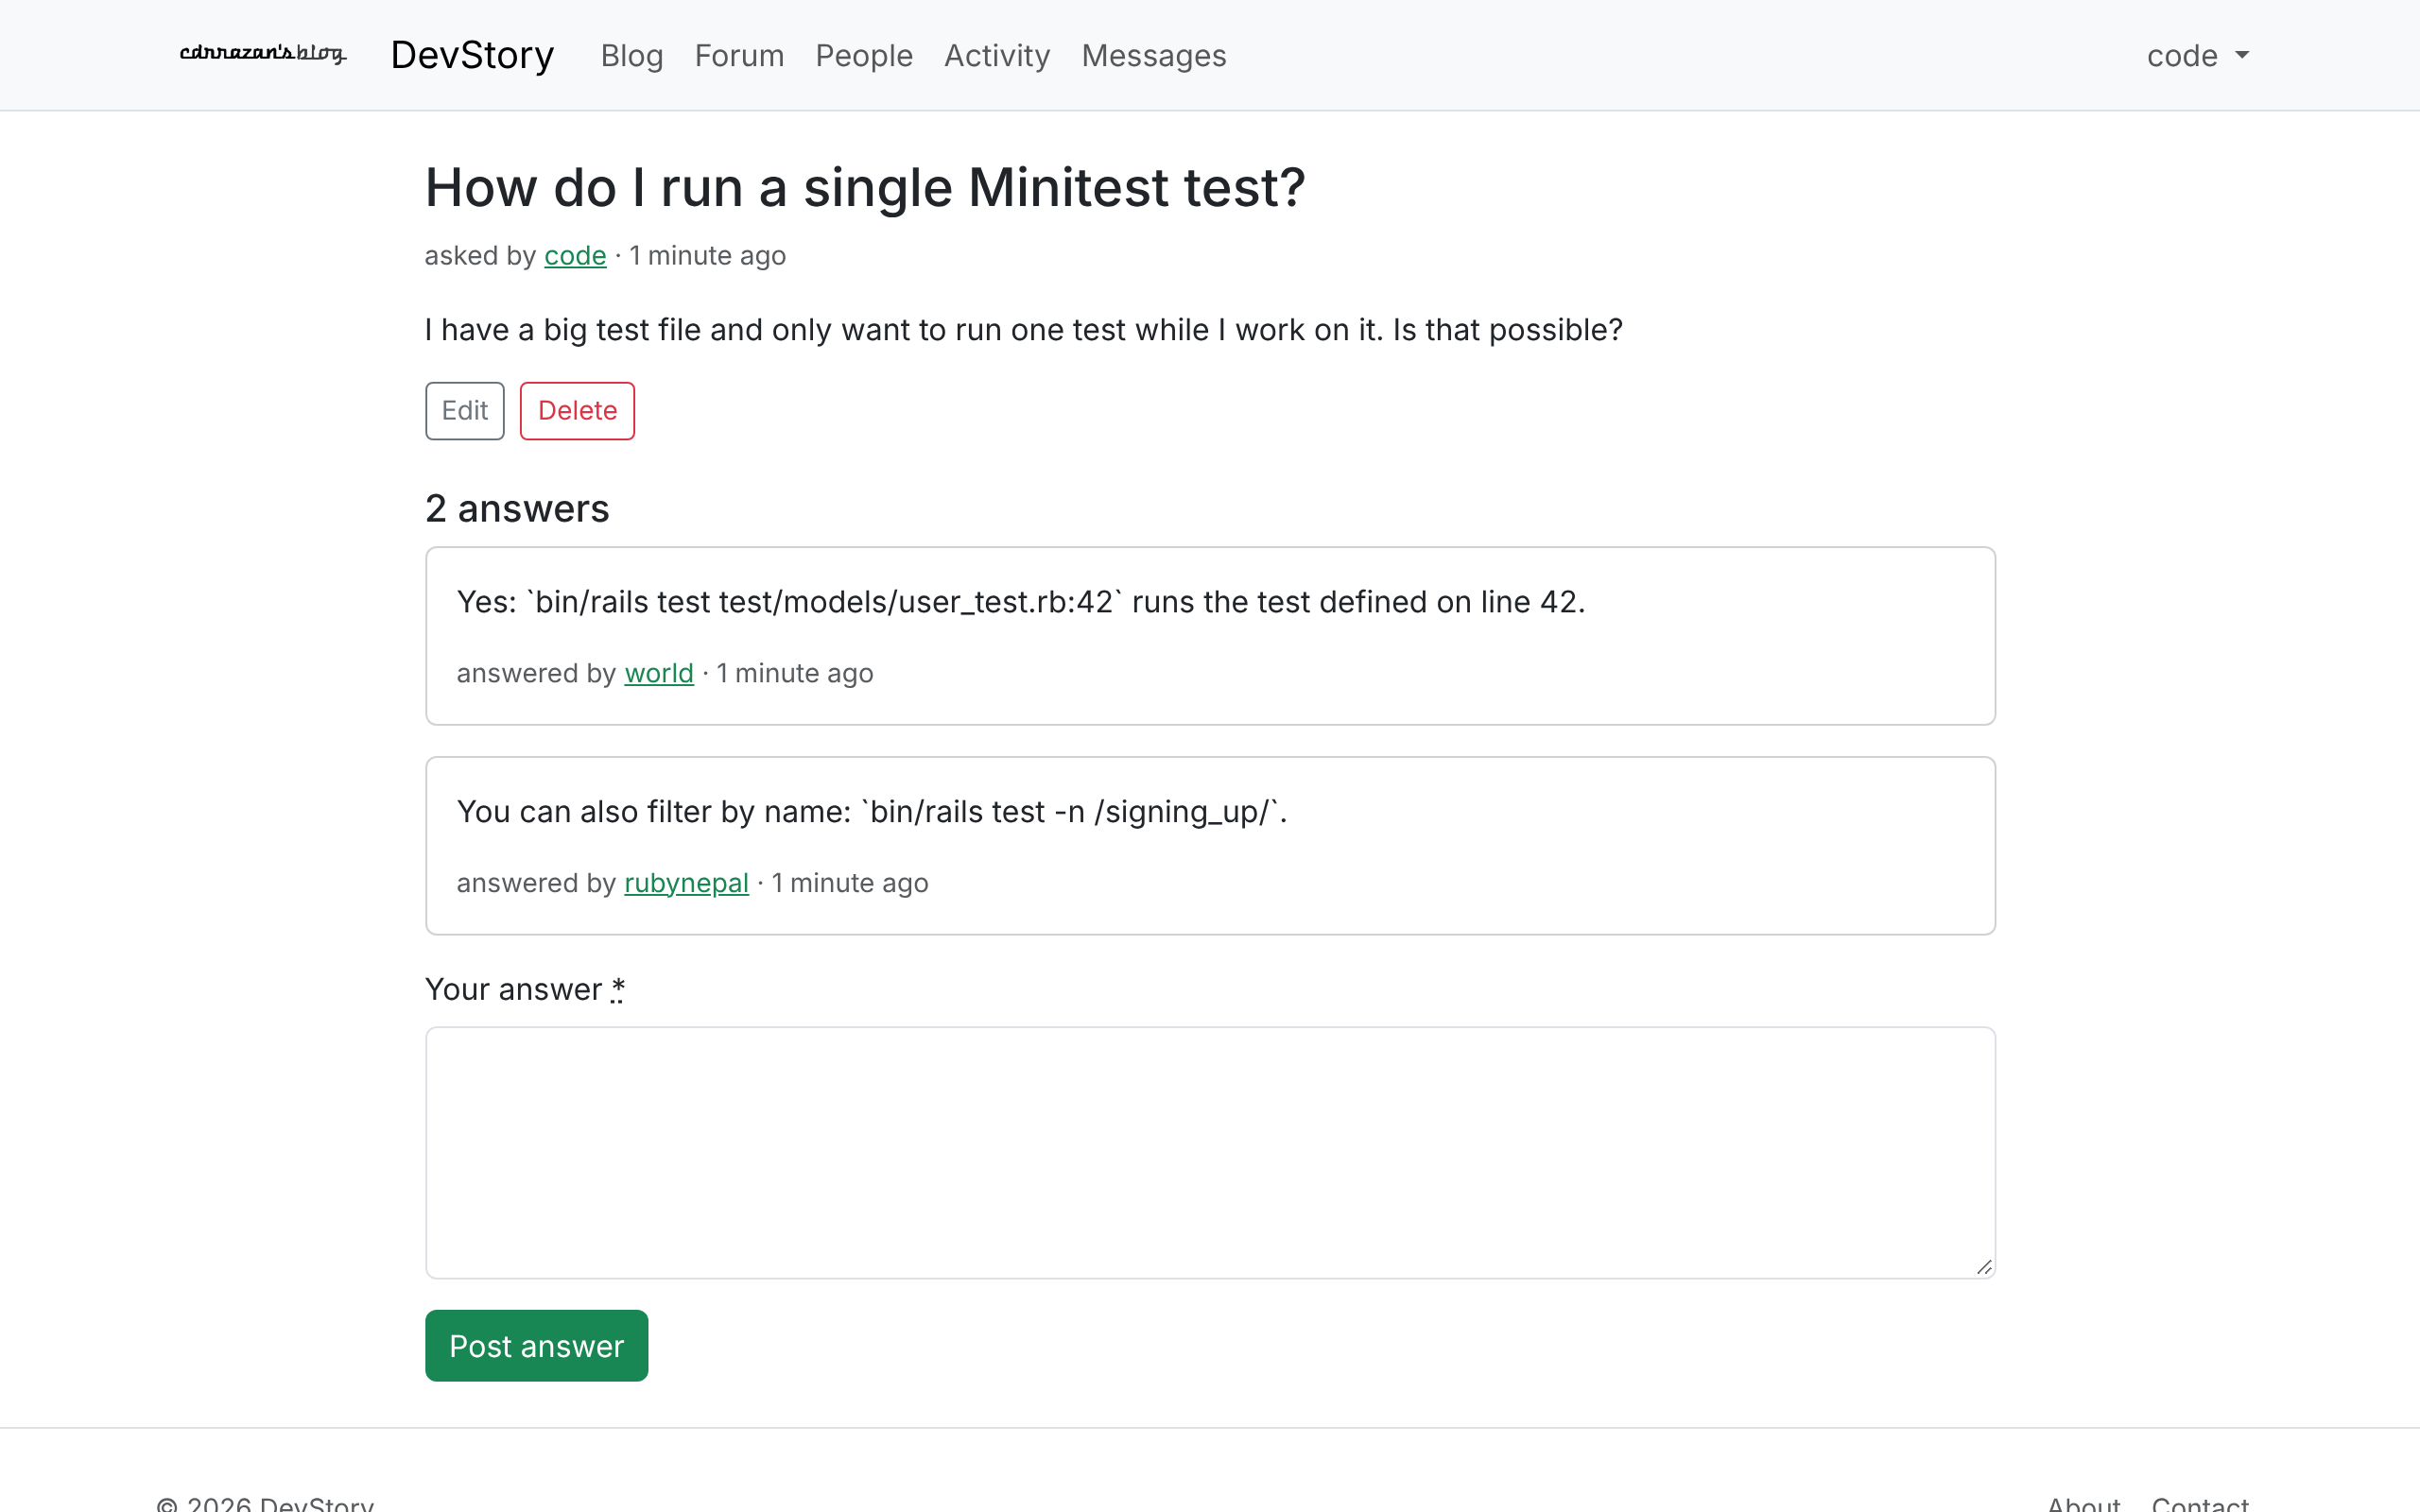 cdrrazan's blog DevStory Blog Forum People Activity Messages code
How do I run a single Minitest test?
asked by code · 1 minute ago
I have a big test file and only want to run one test while I work on it. Is that possible?
Edit Delete
2 answers
Yes: `bin/rails test test/models/user_test.rb:42` runs the test defined on line 42.
answered by world · 1 minute ago
You can also filter by name: `bin/rails test -n /signing_up/`.
answered by rubynepal · 1 minute ago
Your answer *
Post answer
© 2026 DevStory About Contact